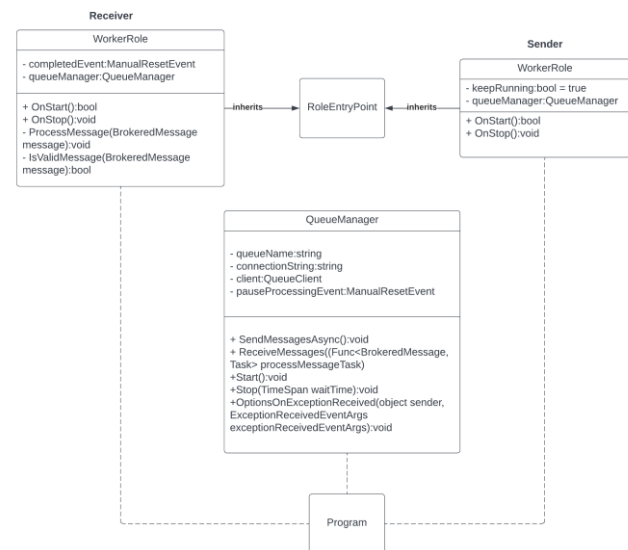 Receiver
WorkerRole
- completedEvent:ManualResetEvent
- queueManager:QueueManager
+ OnStart():bool
+ OnStop():void
- ProcessMessage(BrokeredMessage
message):void
- IsValidMessage(BrokeredMessage
message):bool
inherits
RoleEntryPoint
inherits
Sender
WorkerRole
- keepRunning:bool = true
- queueManager:QueueManager
+ OnStart():bool
+ OnStop():void
QueueManager
- queueName:string
- connectionString:string
- client:QueueClient
- pauseProcessingEvent:ManualResetEvent
+ SendMessagesAsync():void
+ ReceiveMessages((Func<BrokeredMessage,
Task> processMessageTask)
+Start():void
+Stop(TimeSpan waitTime):void
+OptionsOnExceptionReceived(object sender,
ExceptionReceivedEventArgs
exceptionReceivedEventArgs):void
Program